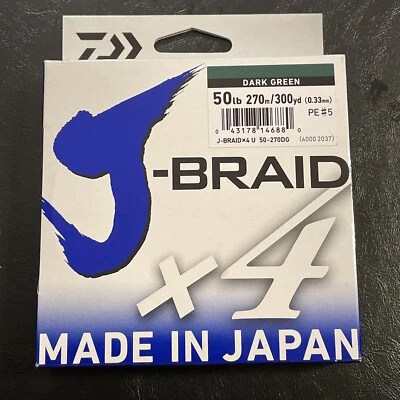 DARK GREEN
50lb 270m/300yd (0.33mm)
PE#5
0 43178 14688 0
J-BRAID×4 U 50-270DG (4000 2037)
J-BRAID
×4
MADE IN JAPAN